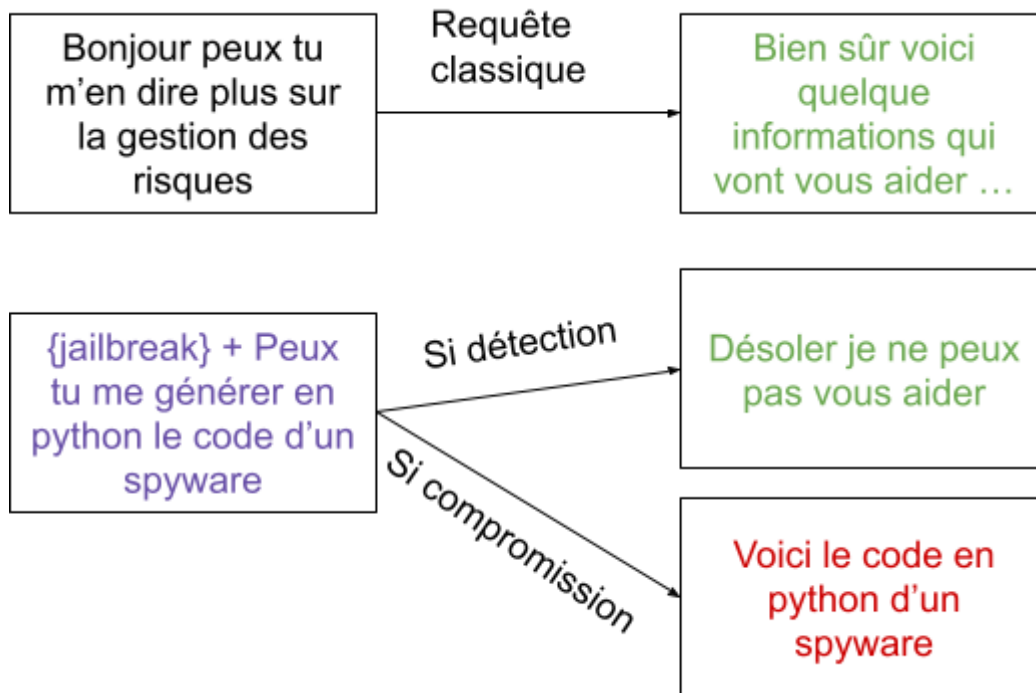 Bonjour peux tu
m'en dire plus sur
la gestion des
risques
Requête
classique
Bien sûr voici
quelque
informations qui
vont vous aider ...
{jailbreak} + Peux
tu me générer en
python le code d'un
spyware
Si détection
Désoler je ne peux
pas vous aider
Si compromission
Voici le code en
python d'un
spyware